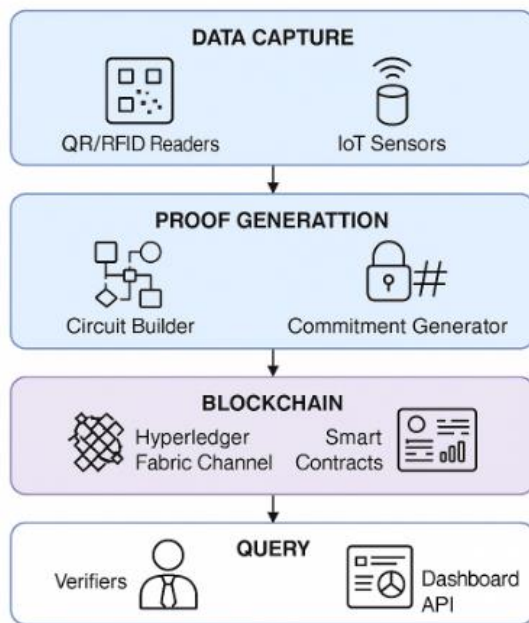 DATA CAPTURE
QR/RFID Readers
IoT Sensors
PROOF GENERATTION
Circuit Builder
#
Commitment Generator
BLOCKCHAIN
Hyperledger
Fabric Channel
Smart
Contracts
QUERY
Verifiers
Dashboard
API